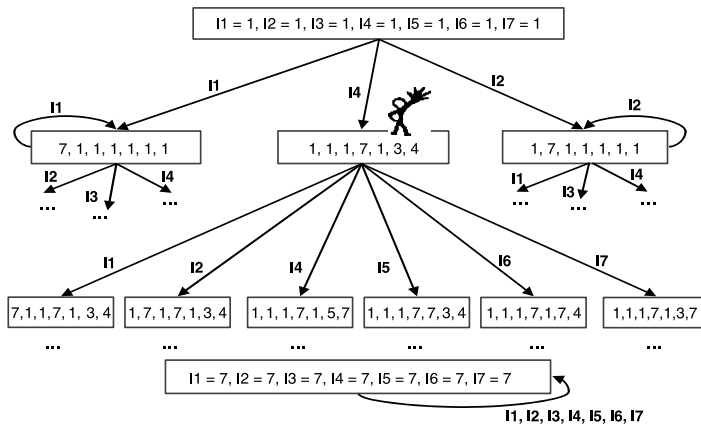 I1 = 1, I2 = 1, I3 = 1, I4 = 1, I5 = 1, I6 = 1, I7 = 1
I1
I4
I2
I1
I2
7, 1, 1, 1, 1, 1, 1
1, 1, 1, 7, 1, 3, 4
1, 7, 1, 1, 1, 1, 1
I2
I3
I4
I1
I3
I4
...
...
...
...
...
...
I1
I2
I4
I5
I6
I7
7,1,1,7,1, 3, 4
1,7,1,7,1,3,4
1, 1, 1, 7,1,5,7
1, 1, 1, 7,7,3,4
1,1,1,7,1,7,4
1,1,1,7,1,3,7
...
...
...
...
...
...
I1 = 7, I2 = 7, I3 = 7, I4 = 7, I5 = 7, I6 = 7, I7 = 7
I1, I2, I3, I4, I5, I6, I7